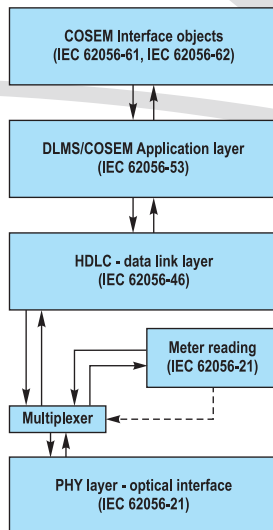 COSEM Interface objects
(IEC 62056-61, IEC 62056-62)
DLMS/COSEM Application layer
(IEC 62056-53)
HDLC - data link layer
(IEC 62056-46)
Meter reading
(IEC 62056-21)
Multiplexer
PHY layer - optical interface
(IEC 62056-21)